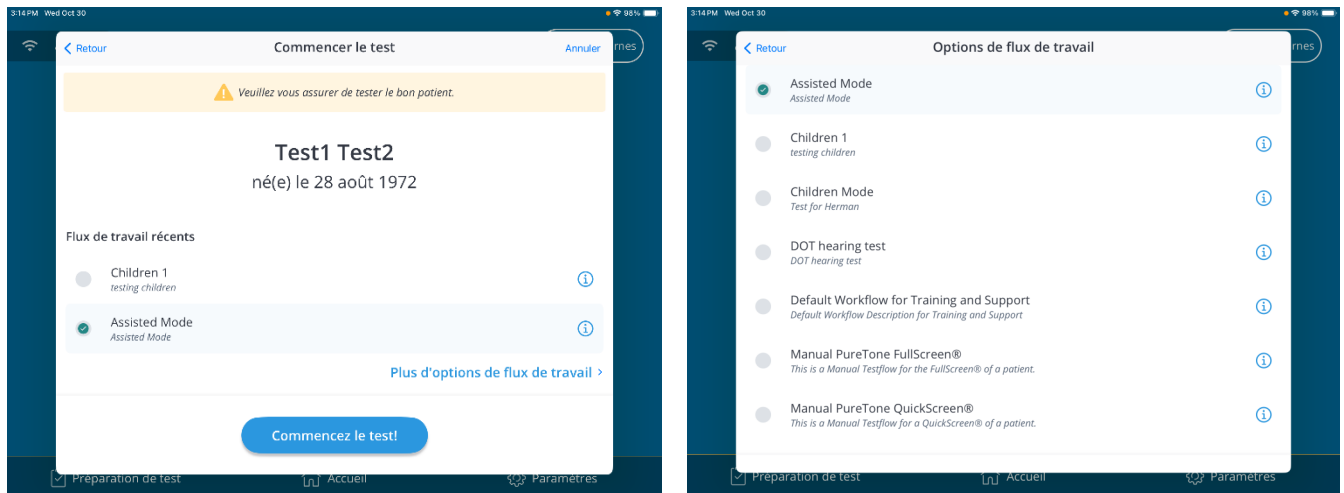 3:14 PM Wed Oct 30
98%
rnes
Retour
Commencer le test
Annuler
Veuillez vous assurer de tester le bon patient.
Test1 Test2
né(e) le 28 août 1972
Flux de travail récents
Children 1
testing children
Assisted Mode
Assisted Mode
Plus d'options de flux de travail >
Commencez le test!
Préparation de test
Accueil
Paramètres
3:14 PM Wed Oct 30
98%
rnes
Retour
Options de flux de travail
Assisted Mode
Assisted Mode
Children 1
testing children
Children Mode
Test for Herman
DOT hearing test
DOT hearing test
Default Workflow for Training and Support
Default Workflow Description for Training and Support
Manual PureTone FullScreen®
This is a Manual Testflow for the FullScreen® of a patient.
Manual PureTone QuickScreen®
This is a Manual Testflow for a QuickScreen® of a patient.
Préparation de test
Accueil
Paramètres